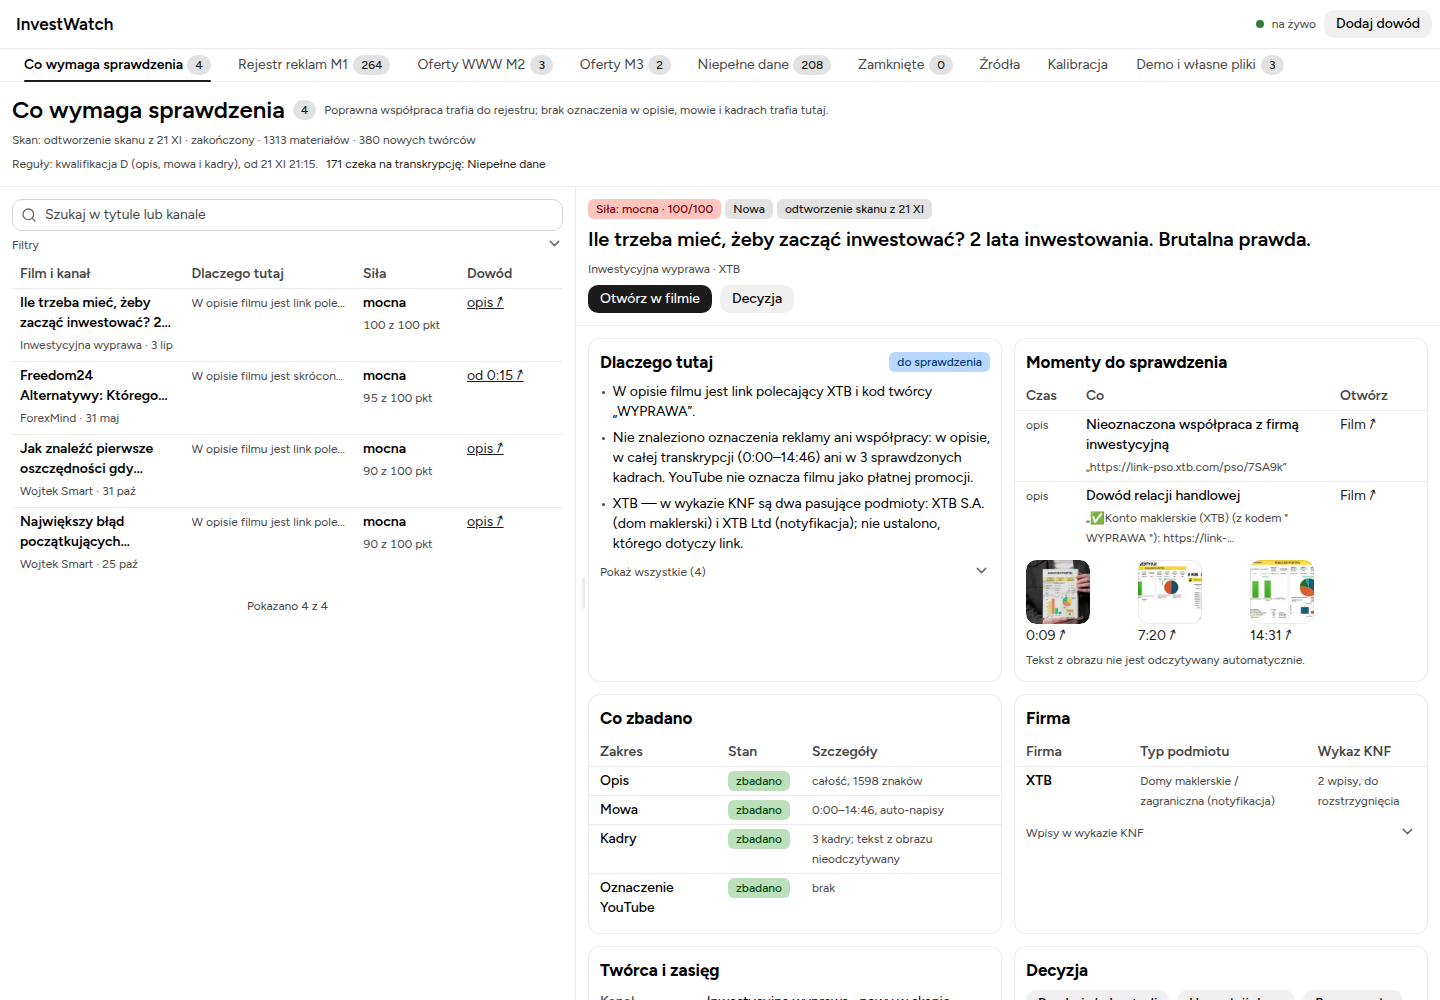 InvestWatch
na żywo
Dodaj dowód
Co wymaga sprawdzenia 4
Rejestr reklam M1 264
Oferty WWW M2 3
Oferty M3 2
Niepełne dane 208
Zamknięte 0
Źródła
Kalibracja
Demo i własne pliki 3
Co wymaga sprawdzenia 4 Poprawna współpraca trafia do rejestru; brak oznaczenia w opisie, mowie i kadrach trafia tutaj.
Skan: odtworzenie skanu z 21 XI · zakończony · 1313 materiałów · 380 nowych twórców
Reguły: kwalifikacja D (opis, mowa i kadry), od 21 XI 21:15. 171 czeka na transkrypcję: Niepełne dane
Szukaj w tytule lub kanale
Filtry
Film i kanał Dlaczego tutaj Siła Dowód
Ile trzeba mieć, żeby
zacząć inwestować? 2...
Inwestycyjna wyprawa · 3 lip
W opisie filmu jest link pole...
mocna
100 z 100 pkt
opis ↗
Freedom24
Alternatywy: Którego...
ForexMind · 31 maj
W opisie filmu jest skrócon...
mocna
95 z 100 pkt
od 0:15 ↗
Jak znaleźć pierwsze
oszczędności gdy...
Wojtek Smart · 31 paź
W opisie filmu jest link pole...
mocna
90 z 100 pkt
opis ↗
Największy błąd
początkujących...
Wojtek Smart · 25 paź
W opisie filmu jest link pole...
mocna
90 z 100 pkt
opis ↗
Pokazano 4 z 4
Siła: mocna · 100/100
Nowa
odtworzenie skanu z 21 XI
Ile trzeba mieć, żeby zacząć inwestować? 2 lata inwestowania. Brutalna prawda.
Inwestycyjna wyprawa · XTB
Otwórz w filmie
Decyzja
Dlaczego tutaj
do sprawdzenia
• W opisie filmu jest link polecający XTB i kod twórcy
„WYPRAWA”.
• Nie znaleziono oznaczenia reklamy ani współpracy: w opisie,
w całej transkrypcji (0:00–14:46) ani w 3 sprawdzonych
kadrach. YouTube nie oznacza filmu jako płatnej promocji.
• XTB — w wykazie KNF są dwa pasujące podmioty: XTB S.A.
(dom maklerski) i XTB Ltd (notyfikacja); nie ustalono,
którego dotyczy link.
Pokaż wszystkie (4)
Momenty do sprawdzenia
Czas Co Otwórz
opis Nieoznaczona współpraca z firmą
inwestycyjną
Film ↗
„https://link-pso.xtb.com/pso/7SA9k”
opis Dowód relacji handlowej Film ↗
„✅Konto maklerskie (XTB) (z kodem "
WYPRAWA "): https://link-...
0:09 ↗
7:20 ↗
14:31 ↗
Tekst z obrazu nie jest odczytywany automatycznie.
Co zbadano
Zakres Stan Szczegóły
Opis zbadano całość, 1598 znaków
Mowa zbadano 0:00–14:46, auto-napisy
Kadry zbadano 3 kadry; tekst z obrazu
nieodczytywany
Oznaczenie
YouTube
zbadano brak
Firma
Firma Typ podmiotu Wykaz KNF
XTB
Domy maklerskie /
zagraniczna (notyfikacja)
2 wpisy, do
rozstrzygnięcia
Wpisy w wykazie KNF
Twórca i zasięg
Decyzja